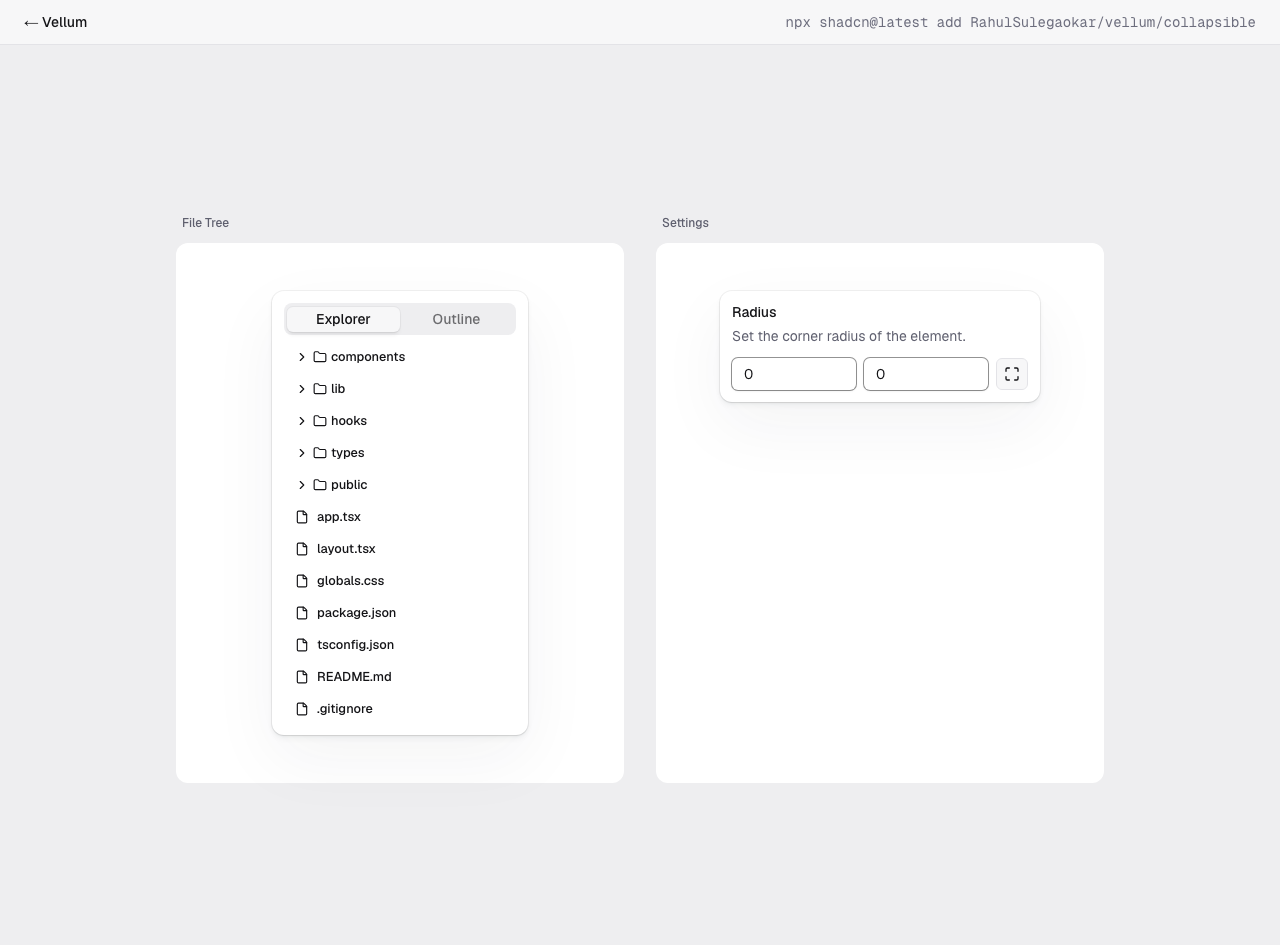 ← Vellum
npx shadcn@latest add RahulSulegaokar/vellum/collapsible
File Tree
Explorer
Outline
components
lib
hooks
types
public
app.tsx
layout.tsx
globals.css
package.json
tsconfig.json
README.md
.gitignore
Settings
Radius
Set the corner radius of the element.
0
0